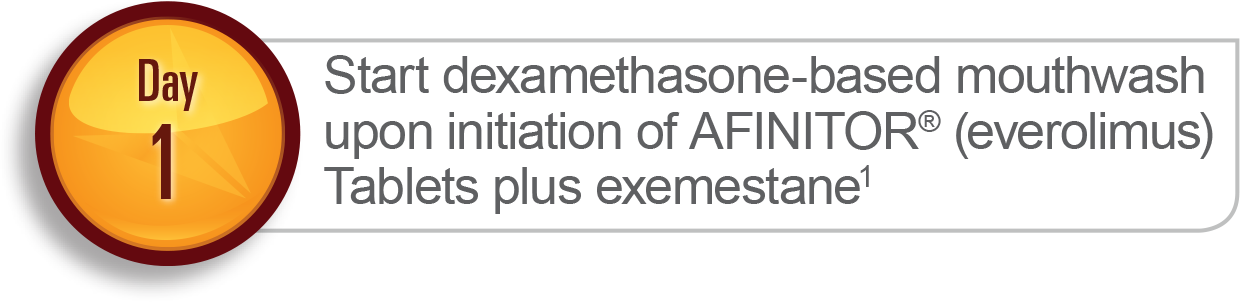 Day
1
Start dexamethasone-based mouthwash
upon initiation of AFINITOR® (everolimus)
Tablets plus exemestane¹